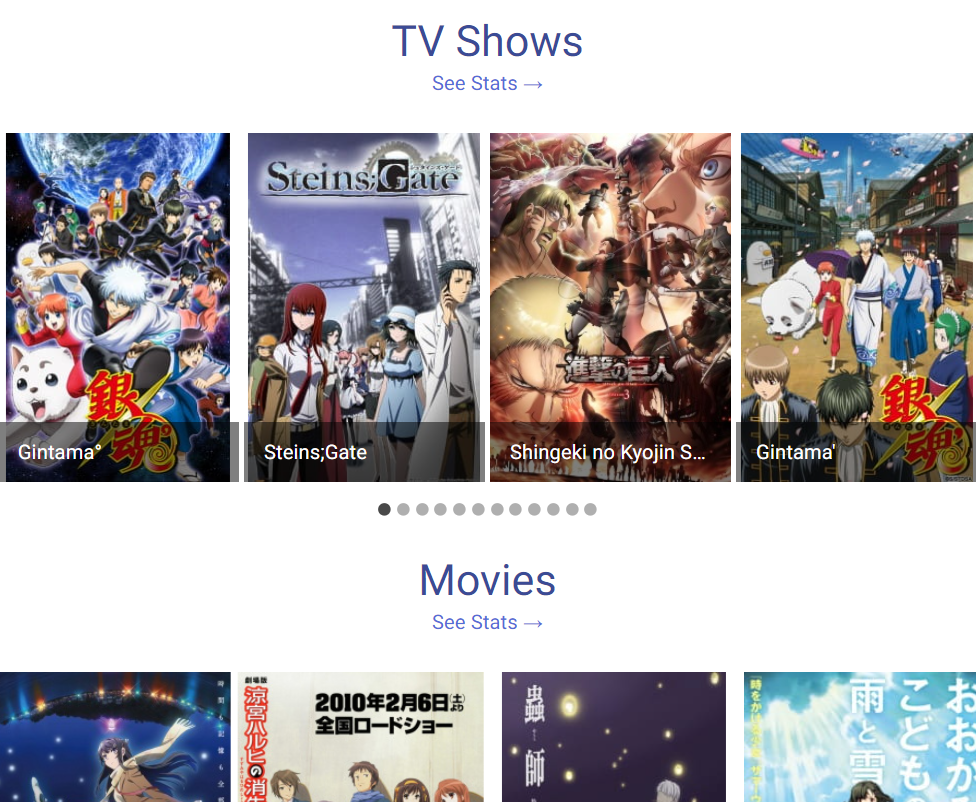 TV Shows
See Stats →
Steins;Gate
進撃の巨人
銀魂°
銀魂
Gintama°
Steins;Gate
Shingeki no Kyojin S...
Gintama'
Movies
See Stats →
劇場版
涼宮ハルヒの消失
2010年2月6日(土)より
全国ロードショー
蟲師
おおか
こども
雨と雪